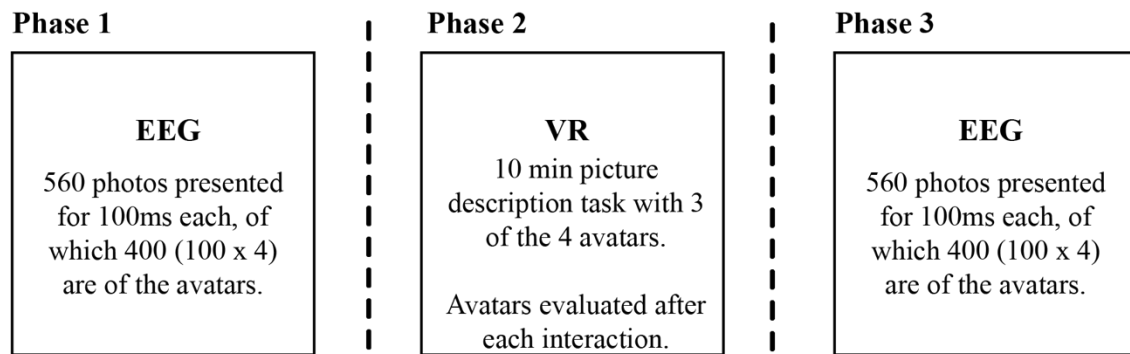 Phase 1
EEG
560 photos presented
for 100ms each, of
which 400 (100 x 4)
are of the avatars.
Phase 2
VR
10 min picture
description task with 3
of the 4 avatars.
Avatars evaluated after
each interaction.
Phase 3
EEG
560 photos presented
for 100ms each, of
which 400 (100 x 4)
are of the avatars.